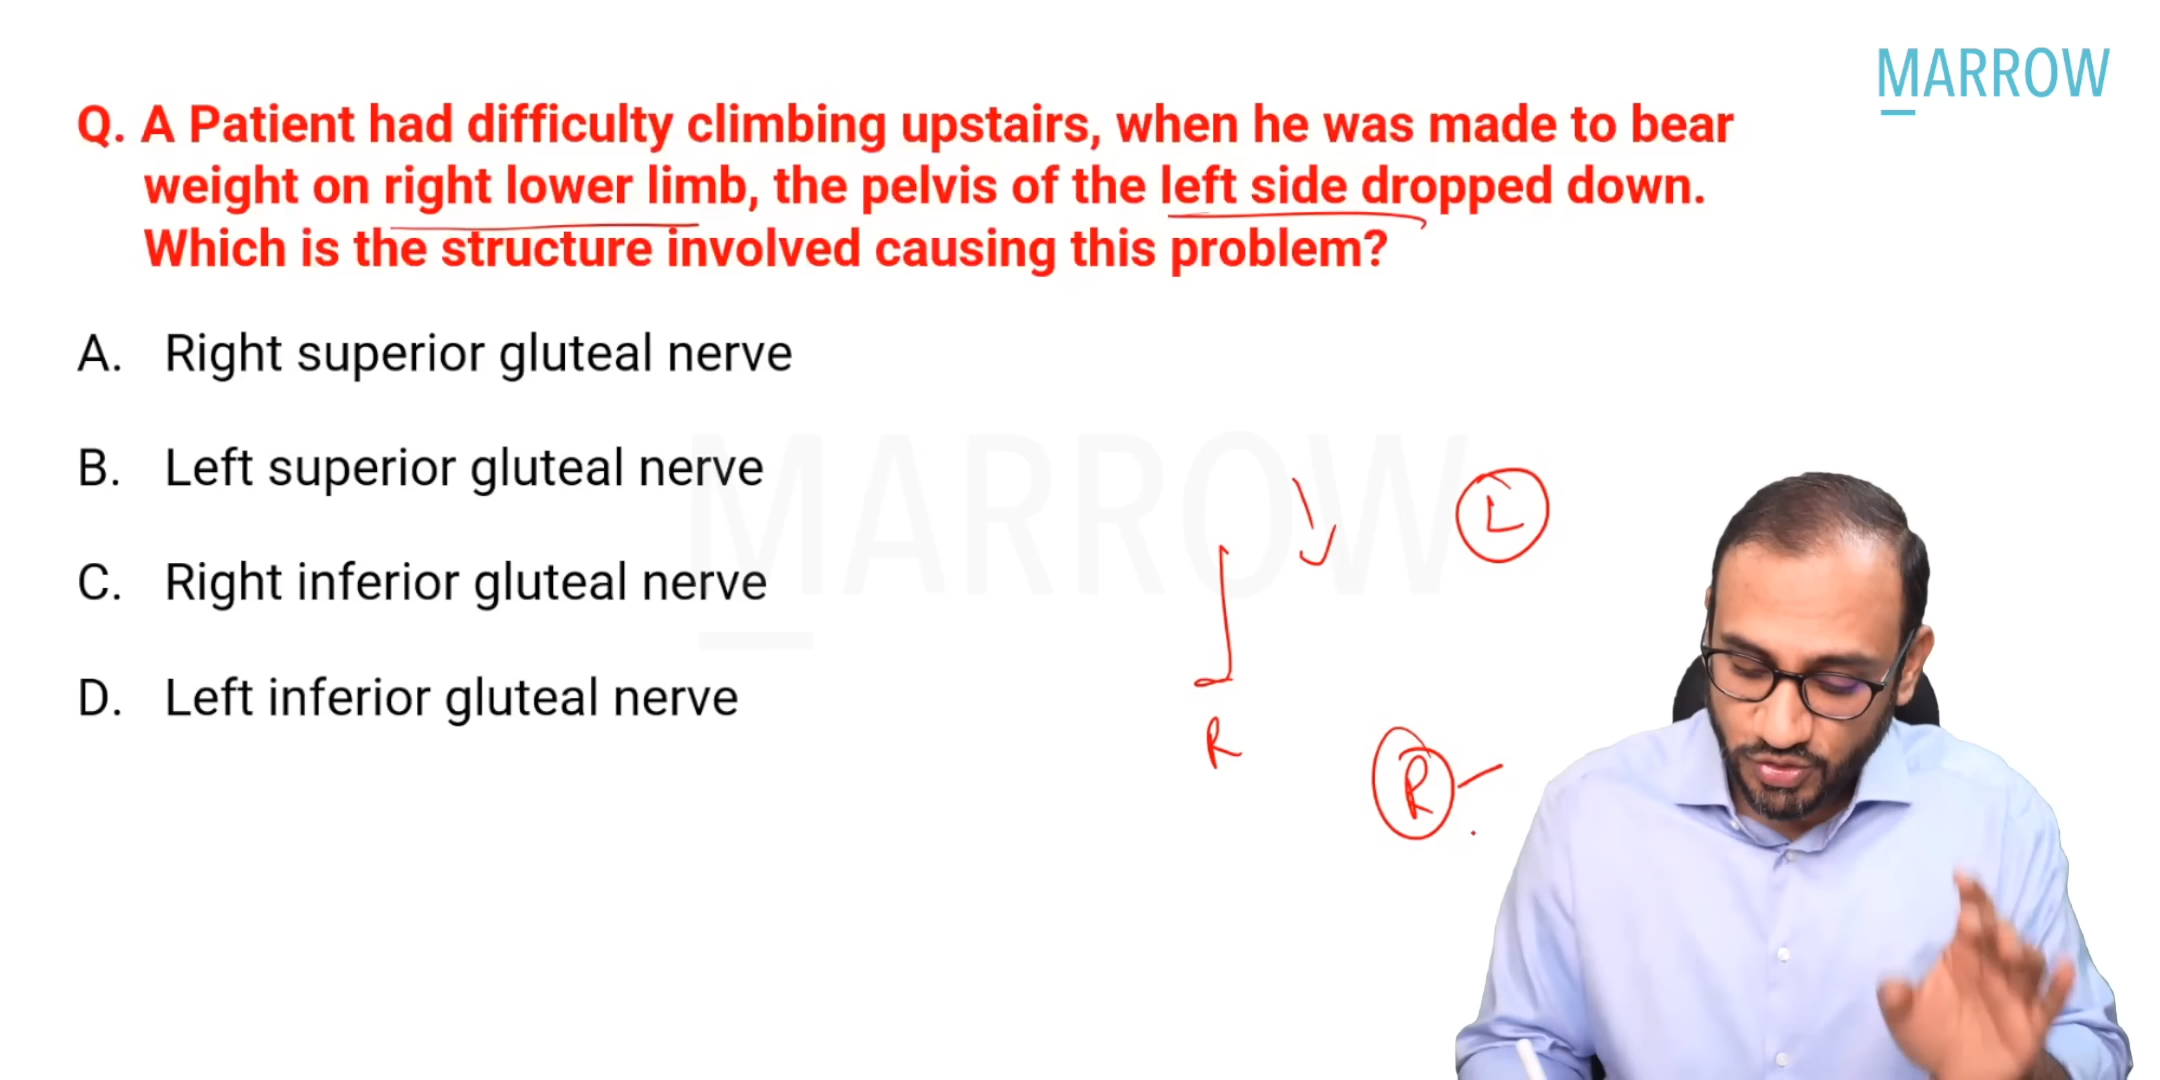 MARROW
Q. A Patient had difficulty climbing upstairs, when he was made to bear
weight on right lower limb, the pelvis of the left side dropped down.
Which is the structure involved causing this problem?
A. Right superior gluteal nerve
B. Left superior gluteal nerve
C. Right inferior gluteal nerve
D. Left inferior gluteal nerve
MARROW
L
R
R